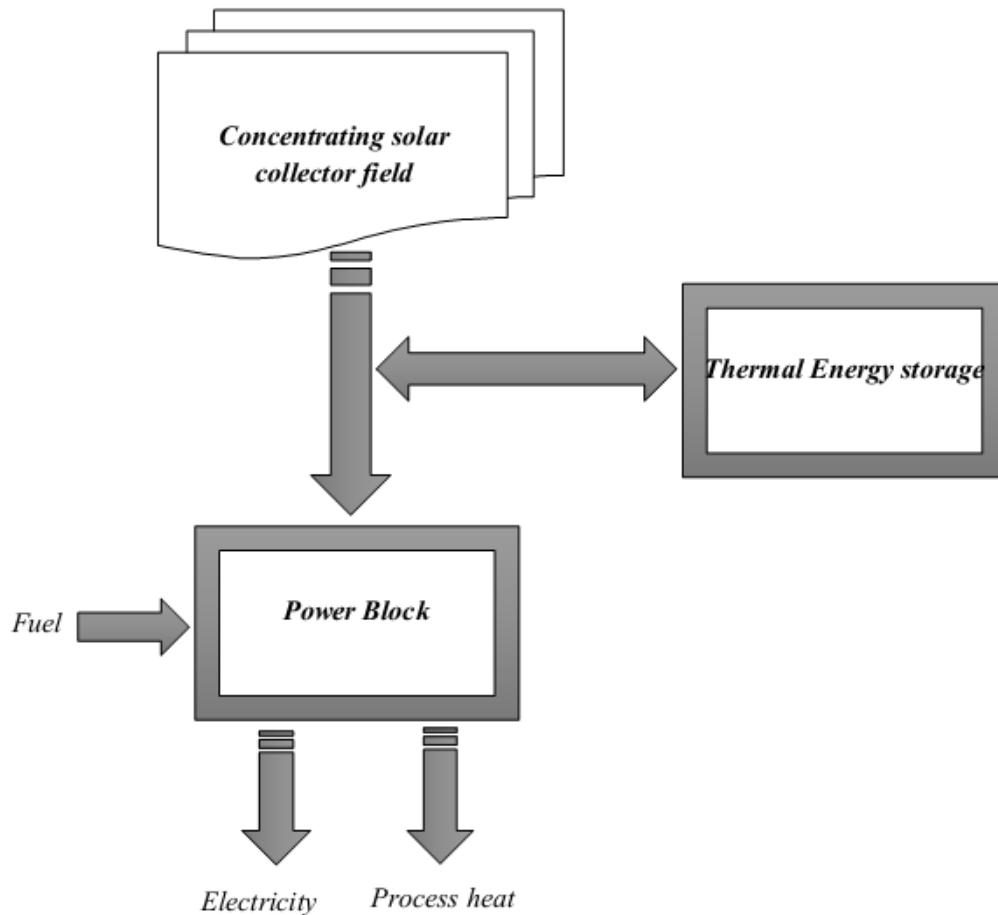 Concentrating solar
collector field
Thermal Energy storage
Power Block
Fuel
Electricity
Process heat